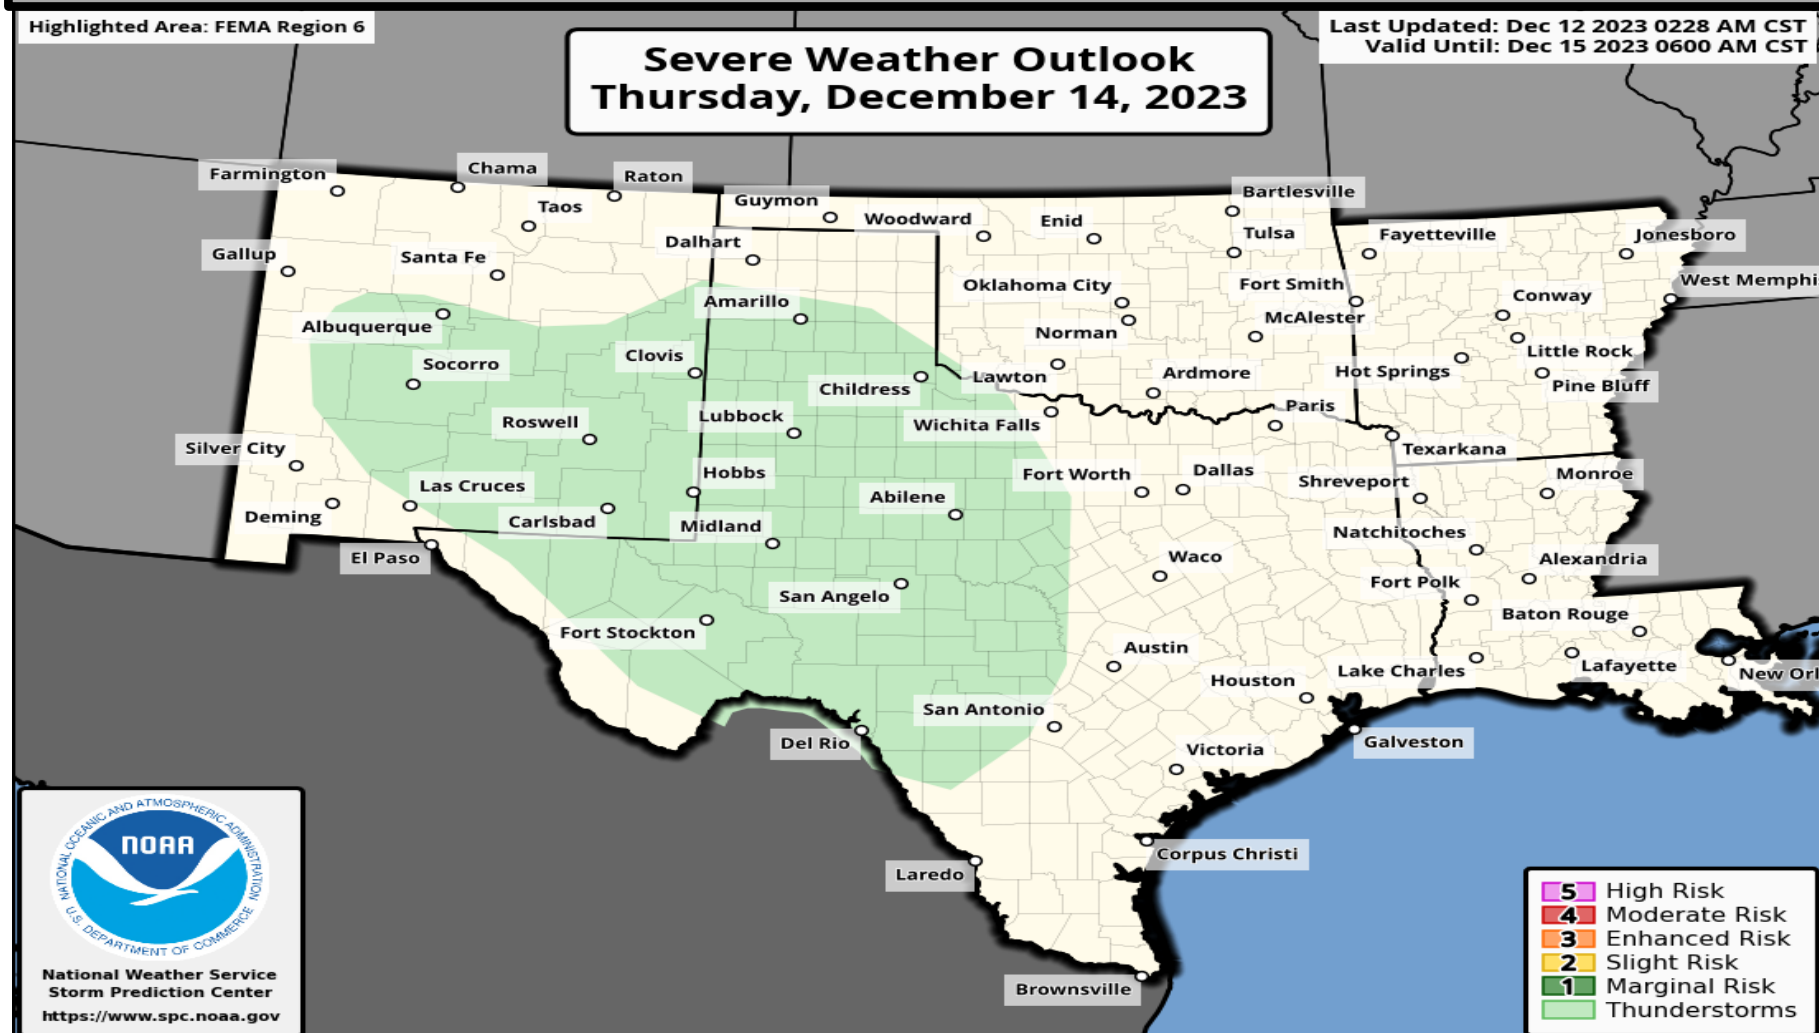 Highlighted Area: FEMA Region 6
Severe Weather Outlook
Thursday, December 14, 2023
Last Updated: Dec 12 2023 0228 AM CST
Valid Until: Dec 15 2023 0600 AM CST
Farmington
Chama
Raton
Taos
Guymon
Woodward
Enid
Bartlesville
Tulsa
Fayetteville
Jonesboro
Gallup
Santa Fe
Dalhart
Oklahoma City
Fort Smith
Conway
West Memphi
Albuquerque
Amarillo
Norman
McAlester
Little Rock
Socorro
Clovis
Childress
Lawton
Ardmore
Hot Springs
Pine Bluff
Roswell
Lubbock
Wichita Falls
Paris
Texarkana
Silver City
Las Cruces
Hobbs
Fort Worth
Dallas
Shreveport
Monroe
Deming
Carlsbad
Midland
Abilene
Natchitoches
El Paso
Waco
Alexandria
San Angelo
Fort Polk
Fort Stockton
Baton Rouge
Austin
Houston
Lake Charles
Lafayette
New Orl
San Antonio
Del Rio
Victoria
Galveston
Laredo
Corpus Christi
Brownsville
NATIONAL OCEANIC AND ATMOSPHERIC ADMINISTRATION
NOAA
U.S. DEPARTMENT OF COMMERCE
National Weather Service
Storm Prediction Center
https://www.spc.noaa.gov
5 High Risk
4 Moderate Risk
3 Enhanced Risk
2 Slight Risk
1 Marginal Risk
Thunderstorms